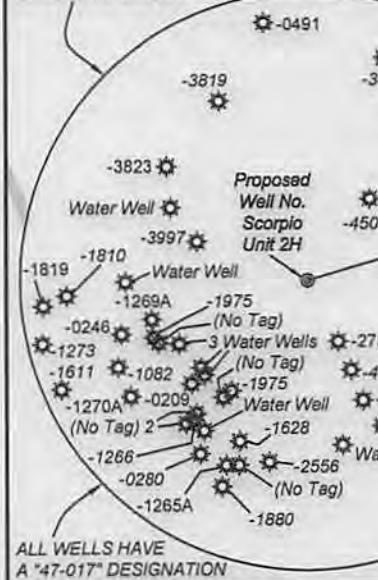 -0491
-3819
-3823
Water Well
Proposed
Well No.
Scorpio
Unit 2H
-450
-3997
-1810
Water Well
-1819
-1269A
-1975
(No Tag)
-0246
3 Water Wells
-27
-1273
(No Tag)
-1611
-1082
-1975
-1270A
-0209
Water Well
(No Tag) 2
-1628
-1266
Wa
-0280
-2556
-1265A
(No Tag)
-1880
ALL WELLS HAVE
A "47-017" DESIGNATION